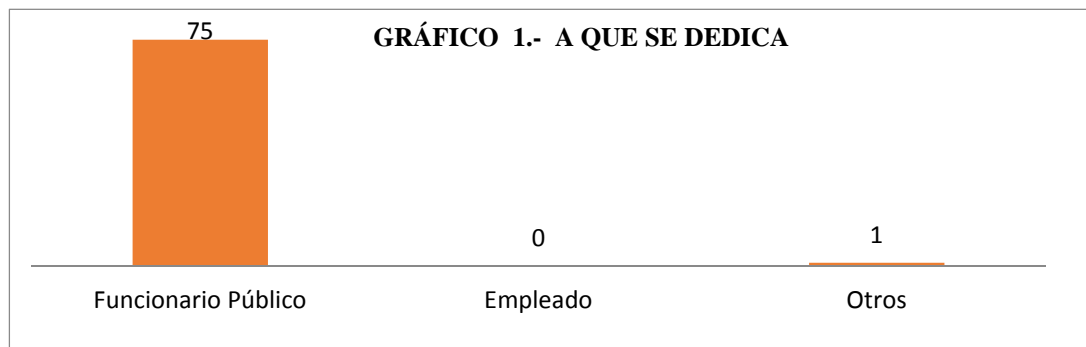 GRÁFICO 1.- A QUE SE DEDICA
75
0
1
Funcionario Público
Empleado
Otros